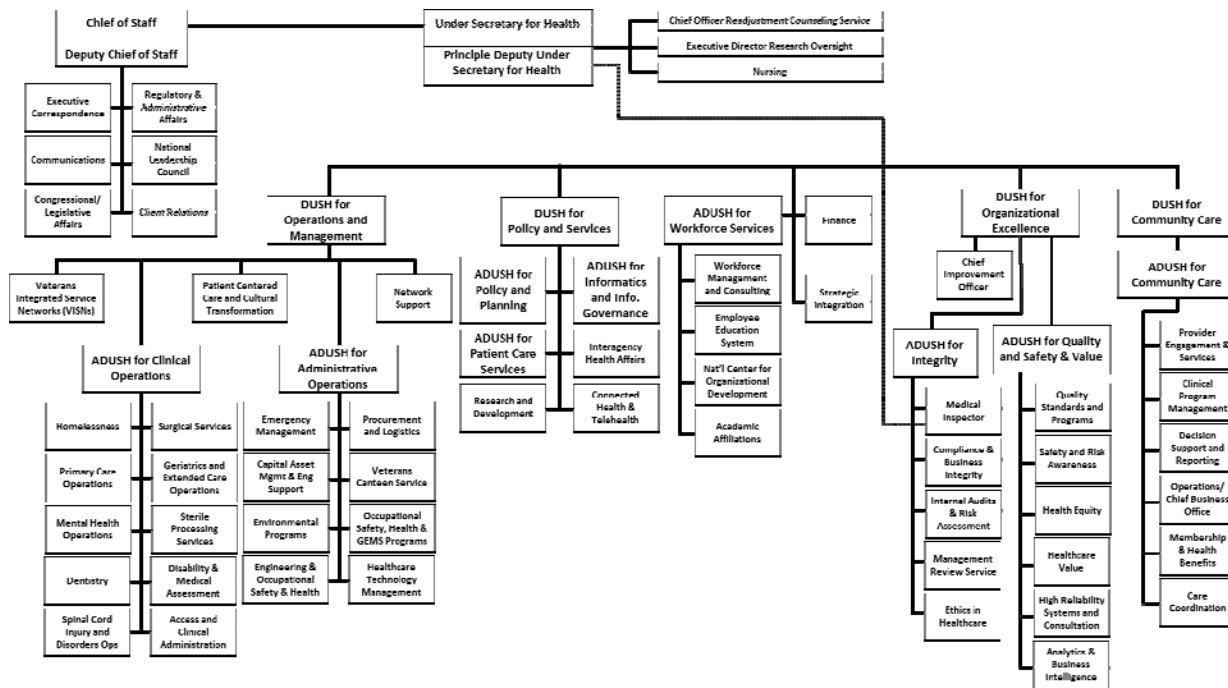 Chief of Staff
Deputy Chief of Staff
Under Secretary for Health
Principle Deputy Under
Secretary for Health
Chief Officer Readjustment Counseling Service
Executive Director Research Oversight
Nursing
Executive
Correspondence
Regulatory &
Administrative
Affairs
Communications
National
Leadership
Council
Congressional/
Legislative
Affairs
Client Relations
DUSH for
Operations and
Management
DUSH for
Policy and Services
ADUSH for
Workforce Services
Finance
DUSH for
Organizational
Excellence
DUSH for
Community Care
Veterans
Integrated Service
Networks (VISNs)
Patient Centered
Care and Cultural
Transformation
Network
Support
ADUSH for
Policy and
Planning
ADUSH for
Informatics
and Info.
Governance
Workforce
Management
and Consulting
Strategic
Integration
Chief
Improvement
Officer
ADUSH for
Community Care
ADUSH for Clinical
Operations
ADUSH for
Administrative
Operations
ADUSH for
Patient Care
Services
Interagency
Health Affairs
Employee
Education
System
ADUSH for
Integrity
ADUSH for Quality
and Safety & Value
Provider
Engagement &
Services
Research and
Development
Connected
Health &
Telehealth
Nat'l Center for
Organizational
Development
Academic
Affiliations
Homelessness
Surgical Services
Primary Care
Operations
Geriatrics and
Extended Care
Operations
Mental Health
Operations
Sterile
Processing
Services
Dentistry
Disability &
Medical
Assessment
Spinal Cord
Injury and
Disorders Ops
Access and
Clinical
Administration
Emergency
Management
Procurement
and Logistics
Capital Asset
Mgmt & Eng
Support
Veterans
Canteen Service
Environmental
Programs
Occupational
Safety, Health &
GEMS Programs
Engineering &
Occupational
Safety & Health
Healthcare
Technology
Management
Medical
Inspector
Compliance &
Business
Integrity
Internal Audits
& Risk
Assessment
Management
Review Service
Ethics in
Healthcare
Quality
Standards and
Programs
Safety and Risk
Awareness
Health Equity
Healthcare
Value
High Reliability
Systems and
Consultation
Analytics &
Business
Intelligence
Clinical
Program
Management
Decision
Support and
Reporting
Operations/
Chief Business
Office
Membership
& Health
Benefits
Care
Coordination